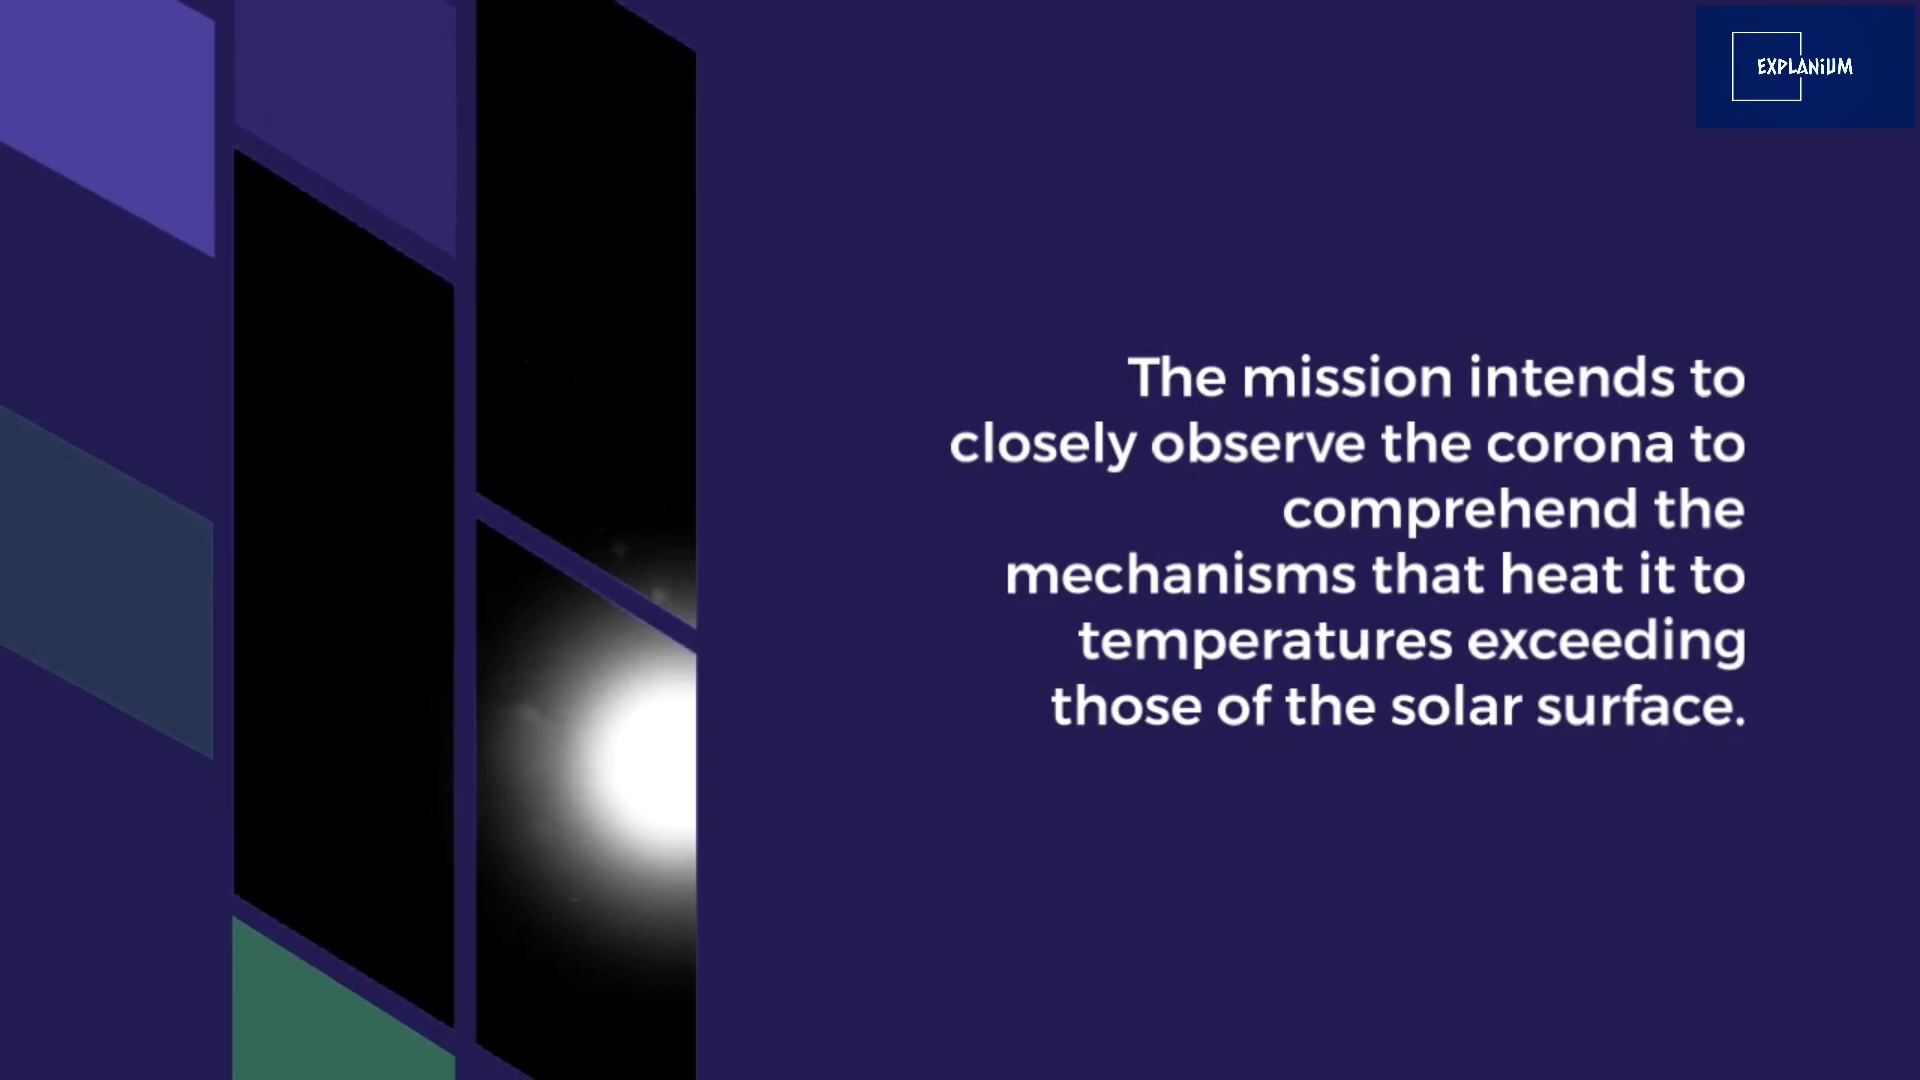 EXPLANiUM
The mission intends to
closely observe the corona to
comprehend the
mechanisms that heat it to
temperatures exceeding
those of the solar surface.